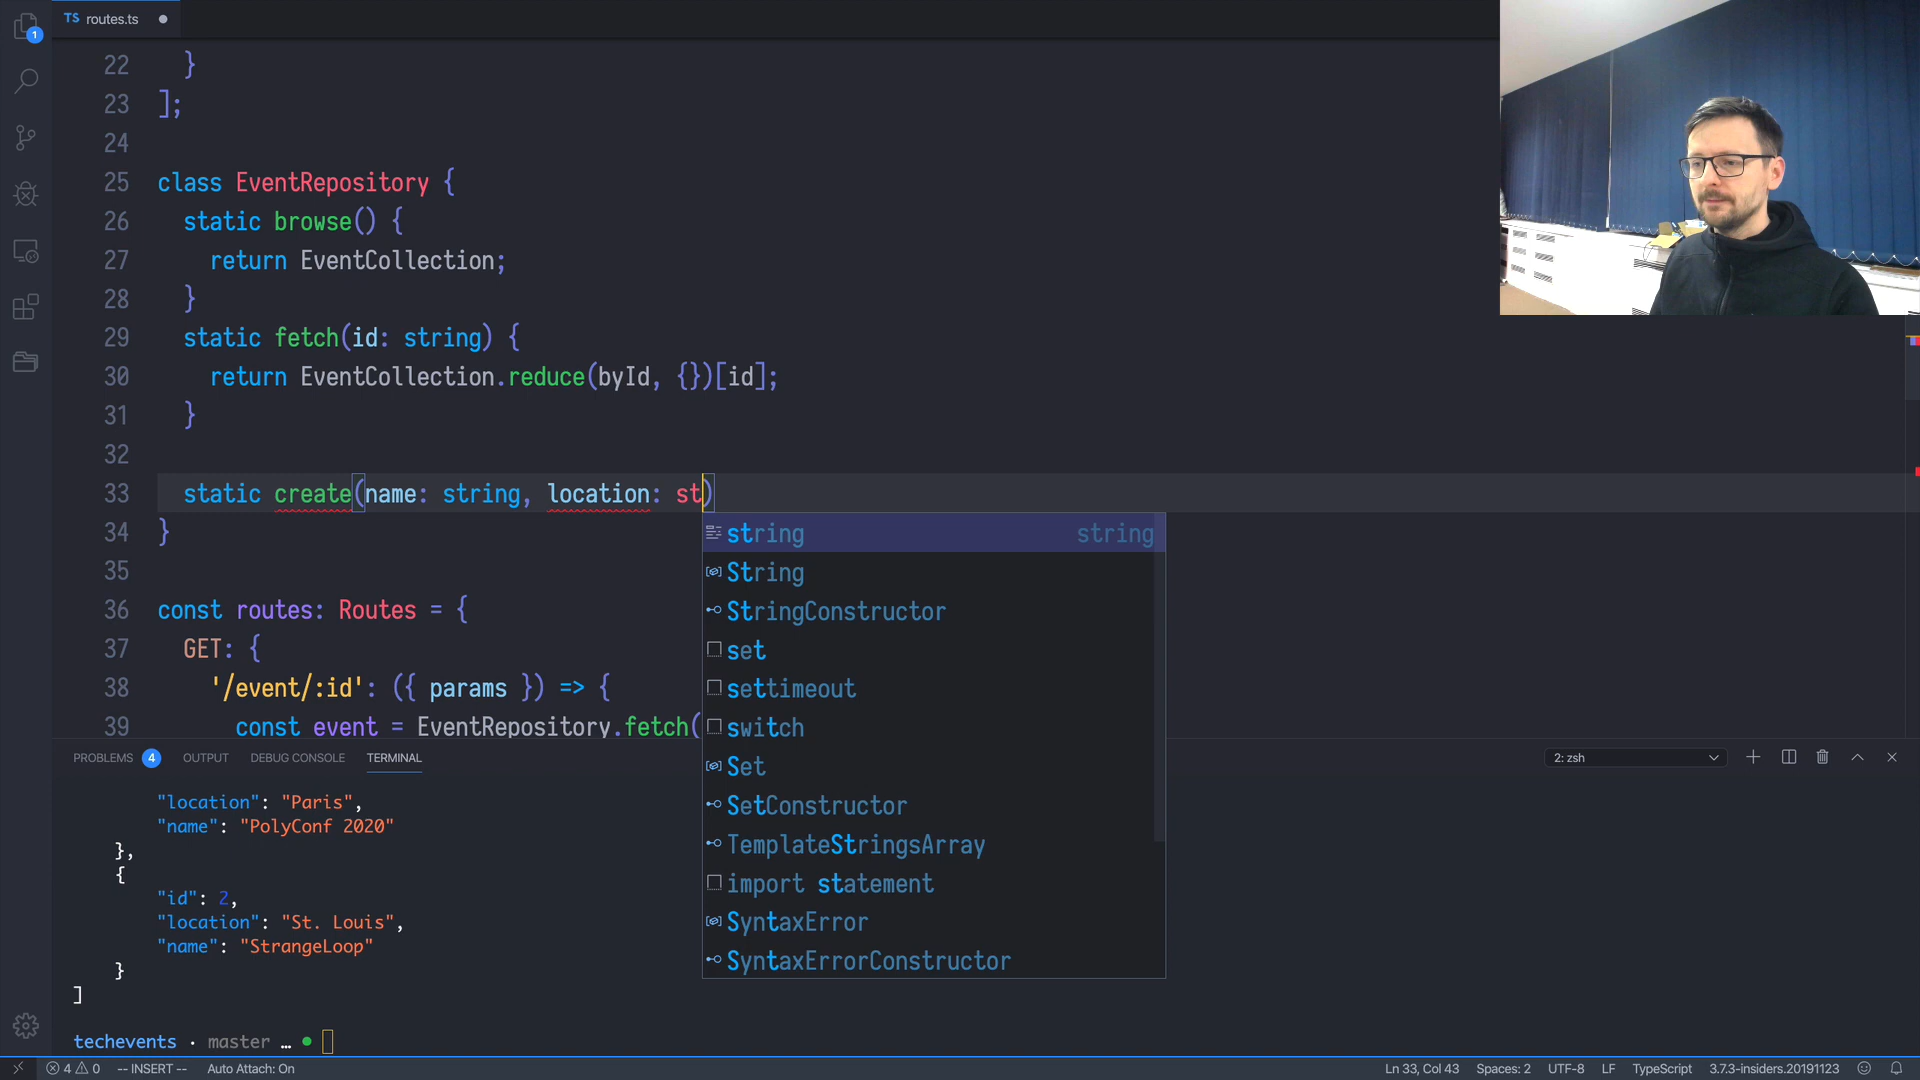 1
TS routes.ts
22 }
23 ];
24
25 class EventRepository {
26 static browse() {
27 return EventCollection;
28 }
29 static fetch(id: string) {
30 return EventCollection.reduce(byId, {})[id];
31 }
32
33 static create(name: string, location: st)
34 }
35
36 const routes: Routes = {
37 GET: {
38 '/event/:id': ({ params }) => {
39 const event = EventRepository.fetch(
string string
String
StringConstructor
set
settimeout
switch
Set
SetConstructor
TemplateStringsArray
import statement
SyntaxError
SyntaxErrorConstructor
PROBLEMS 4 OUTPUT DEBUG CONSOLE TERMINAL 2: zsh
"location": "Paris",
"name": "PolyConf 2020"
},
{
"id": 2,
"location": "St. Louis",
"name": "StrangeLoop"
}
]
techevents · master …
4 0 -- INSERT -- Auto Attach: On Ln 33, Col 43 Spaces: 2 UTF-8 LF TypeScript 3.7.3-insiders.20191123